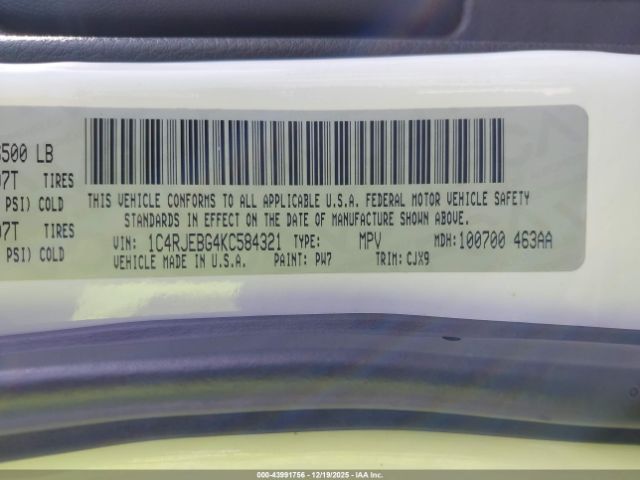 500 LB
07T TIRES
PSI) COLD
07T TIRES
PSI) COLD
THIS VEHICLE CONFORMS TO ALL APPLICABLE U.S.A. FEDERAL MOTOR VEHICLE SAFETY
STANDARDS IN EFFECT ON THE DATE OF MANUFACTURE SHOWN ABOVE.
VIN: 1C4RJEBG4KC584321 TYPE: MPV MDH: 100700 463AA
VEHICLE MADE IN U.S.A. PAINT: PW7 TRIM: CJX9
000-43991756 - 12/19/2025 - IAA Inc.